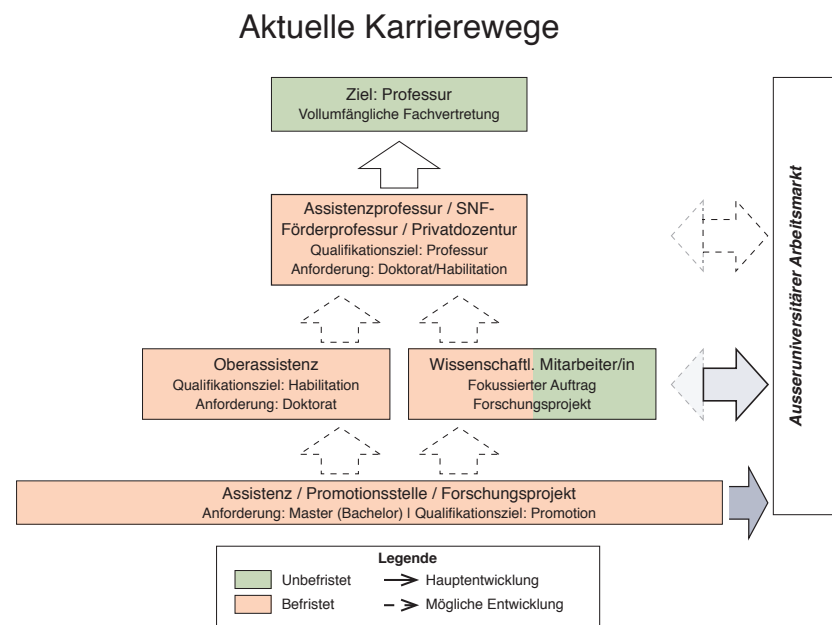 Aktuelle Karrierewege
Ziel: Professur
Vollumfängliche Fachvertretung
Assistenzprofessur / SNF-
Förderprofessur / Privatdozentur
Qualifikationsziel: Professur
Anforderung: Doktorat/Habilitation
Oberassistenz
Qualifikationsziel: Habilitation
Anforderung: Doktorat
Wissenschaftl. Mitarbeiter/in
Fokussierter Auftrag
Forschungsprojekt
Assistenz / Promotionsstelle / Forschungsprojekt
Anforderung: Master (Bachelor) I Qualifikationsziel: Promotion
Ausseruniversitärer Arbeitsmarkt
Legende
Unbefristet
Hauptentwicklung
Befristet
Mögliche Entwicklung